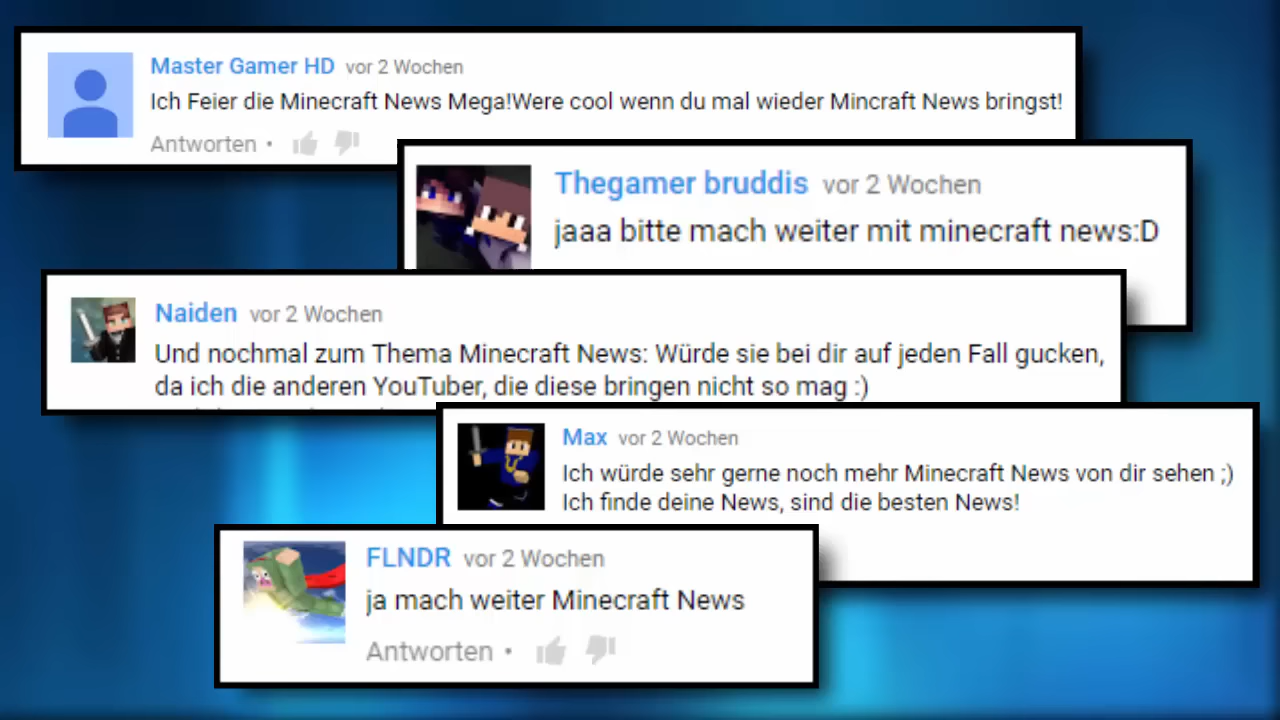 Master Gamer HD vor 2 Wochen
Ich Feier die Minecraft News Mega!Were cool wenn du mal wieder Mincraft News bringst!
Antworten •
Thegamer bruddis vor 2 Wochen
jaaa bitte mach weiter mit minecraft news:D
Naiden vor 2 Wochen
Und nochmal zum Thema Minecraft News: Würde sie bei dir auf jeden Fall gucken,
da ich die anderen YouTuber, die diese bringen nicht so mag :)
Max vor 2 Wochen
Ich würde sehr gerne noch mehr Minecraft News von dir sehen ;)
Ich finde deine News, sind die besten News!
FLNDR vor 2 Wochen
ja mach weiter Minecraft News
Antworten •